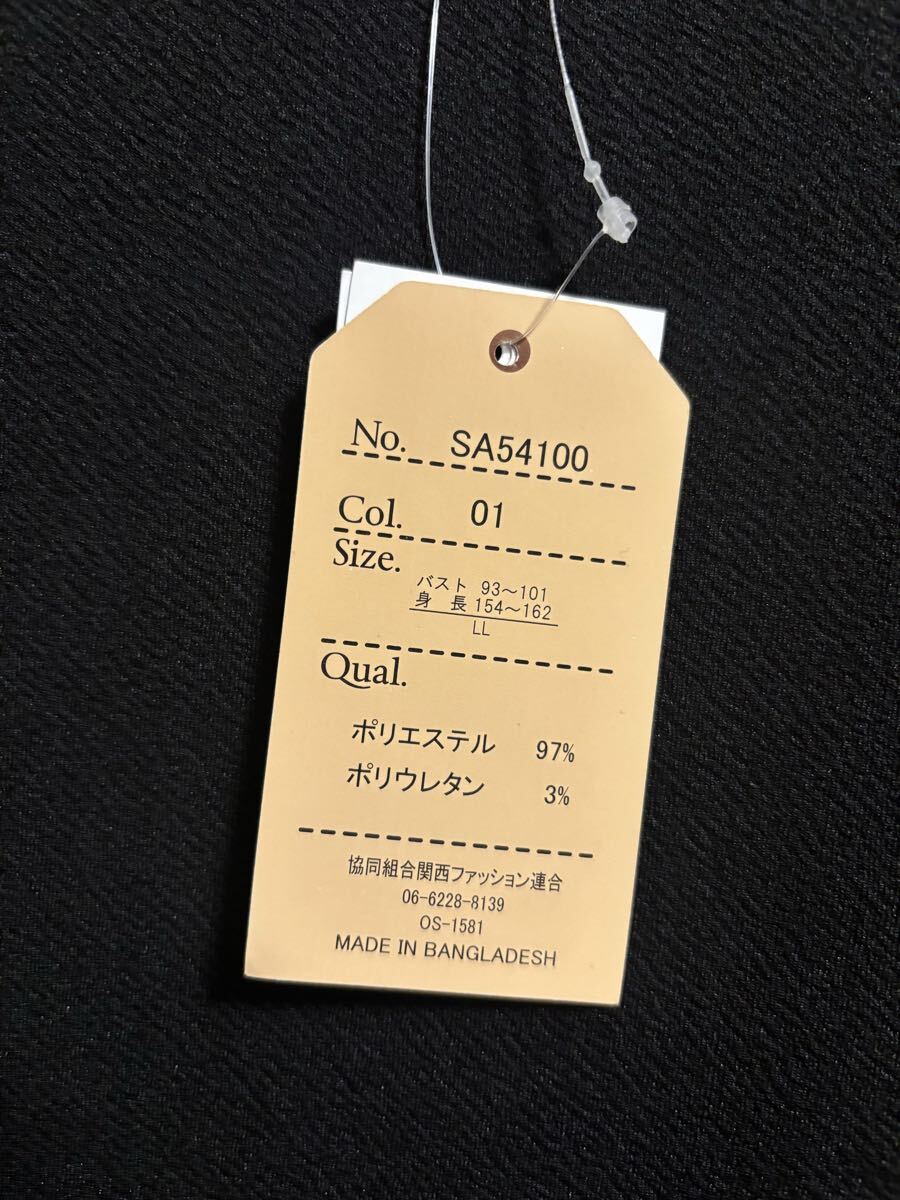 No. SA54100
Col. 01
Size.
バスト 93～101
身 長 154～162
LL
Qual.
ポリエステル 97%
ポリウレタン 3%
協同組合関西ファッション連合
06-6228-8139
OS-1581
MADE IN BANGLADESH